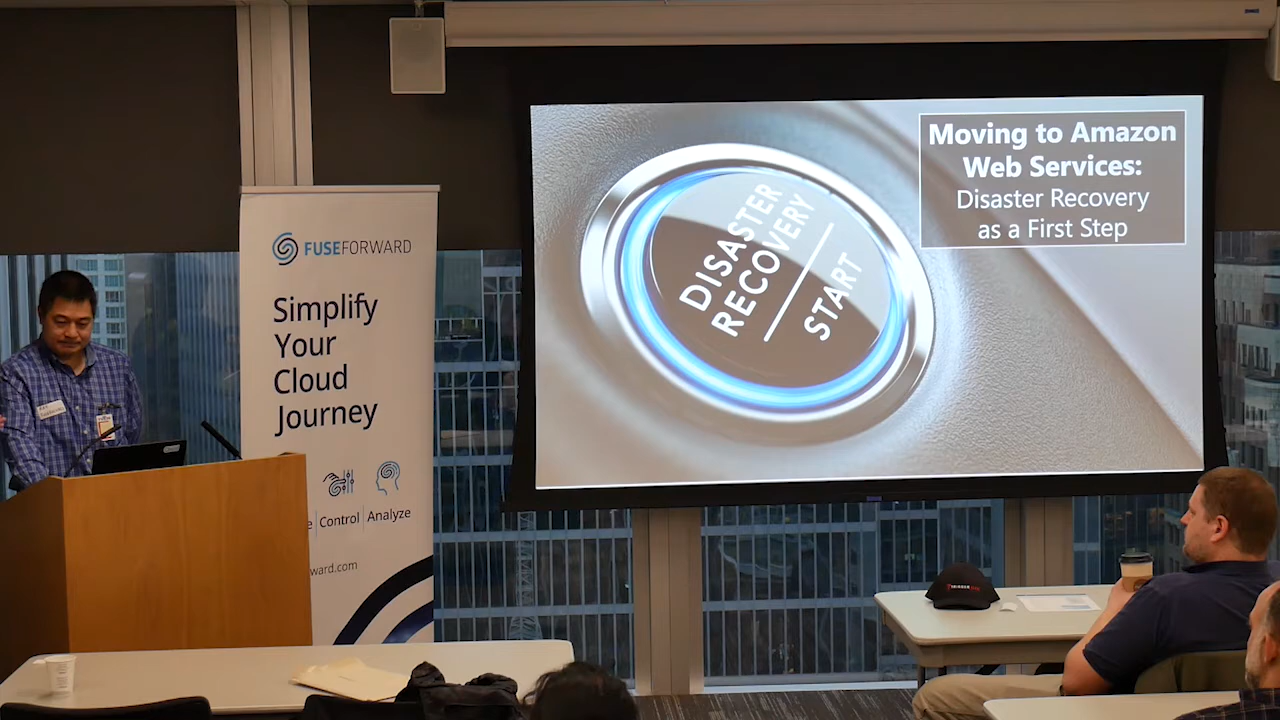 FUSEFORWARD
Simplify
Your
Cloud
Journey
Control
Analyze
ward.com
DISASTER
RECOVERY
START
Moving to Amazon
Web Services:
Disaster Recovery
as a First Step